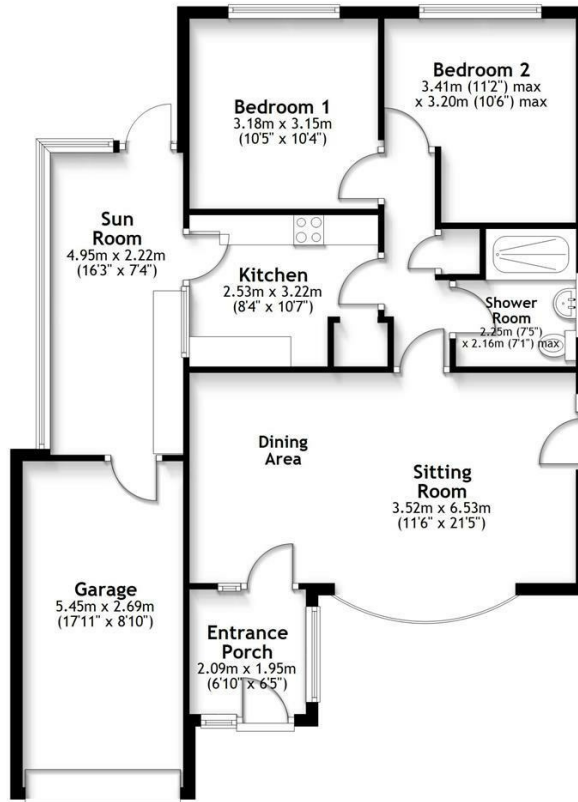 Bedroom 1
3.18m x 3.15m
(10'5" x 10'4")
Bedroom 2
3.41m (11'2") max
x 3.20m (10'6") max
Sun
Room
4.95m x 2.22m
(16'3" x 7'4")
Kitchen
2.53m x 3.22m
(8'4" x 10'7")
Shower
Room
2.25m (7'5")
x 2.16m (7'1") max
Dining
Area
Sitting
Room
3.52m x 6.53m
(11'6" x 21'5")
Garage
5.45m x 2.69m
(17'11" x 8'10")
Entrance
Porch
2.09m x 1.95m
(6'10" x 6'5")